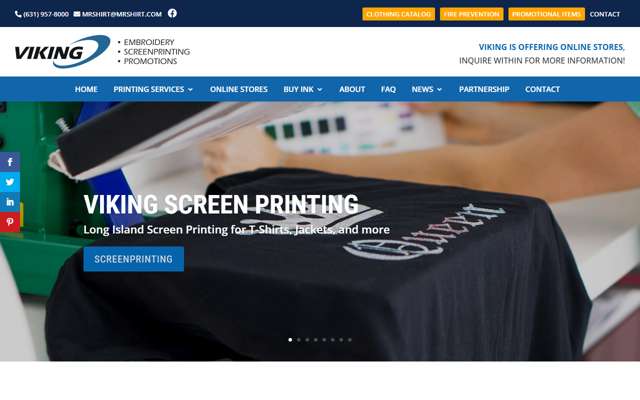 (631) 957-8000 MRSHIRT@MRSHIRT.COM
CLOTHING CATALOG FIRE PREVENTION PROMOTIONAL ITEMS CONTACT
VIKING
• EMBROIDERY
• SCREENPRINTING
• PROMOTIONS
VIKING IS OFFERING ONLINE STORES,
INQUIRE WITHIN FOR MORE INFORMATION!
HOME PRINTING SERVICES ONLINE STORES BUY INK ABOUT FAQ NEWS PARTNERSHIP CONTACT
VIKING SCREEN PRINTING
Long Island Screen Printing for T-Shirts, Jackets, and more
SCREENPRINTING
Queen